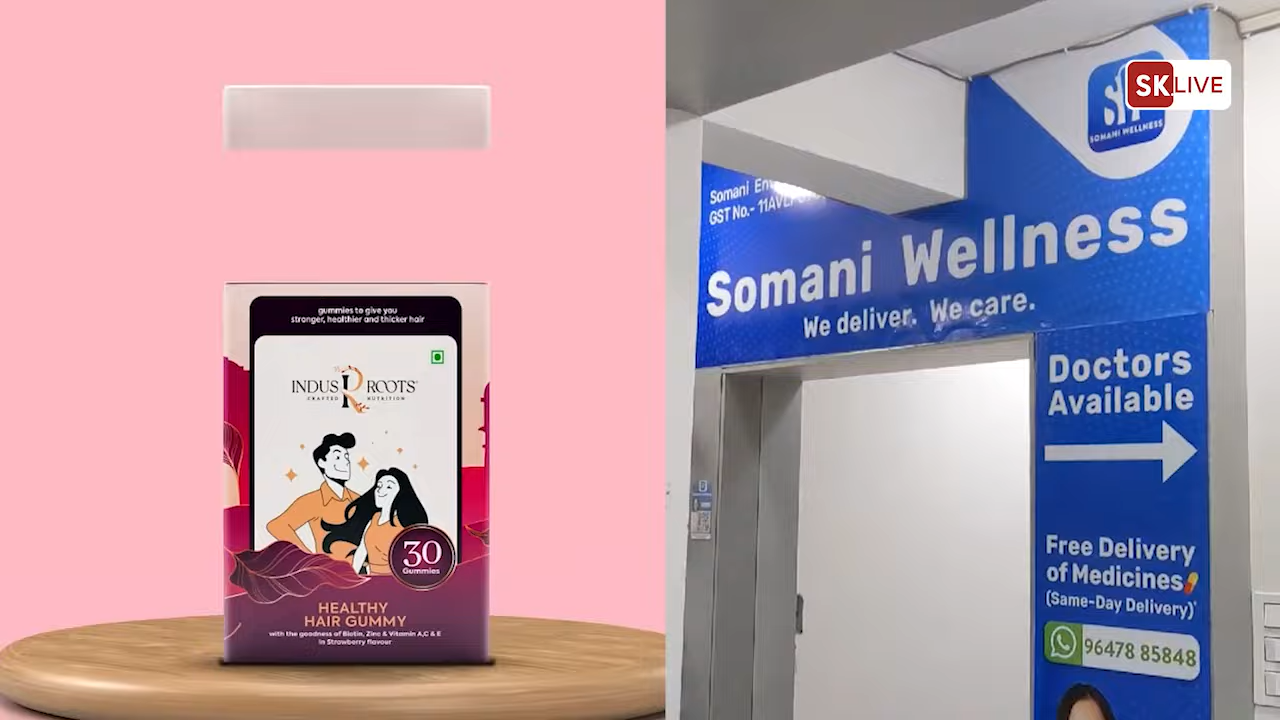 gummies to give you
stronger, healthier and thicker hair
INDUS R ROOTS
CRAFTED NUTRITION
30
Gummies
HEALTHY
HAIR GUMMY
with the goodness of Biotin, Zinc & Vitamin A,C & E
in Strawberry flavour
SK LIVE
SOMANI WELLNESS
Somani
GST No.-
Somani Wellness
We deliver. We care.
Doctors
Available
Free Delivery
of Medicines
(Same-Day Delivery)*
96478 85848